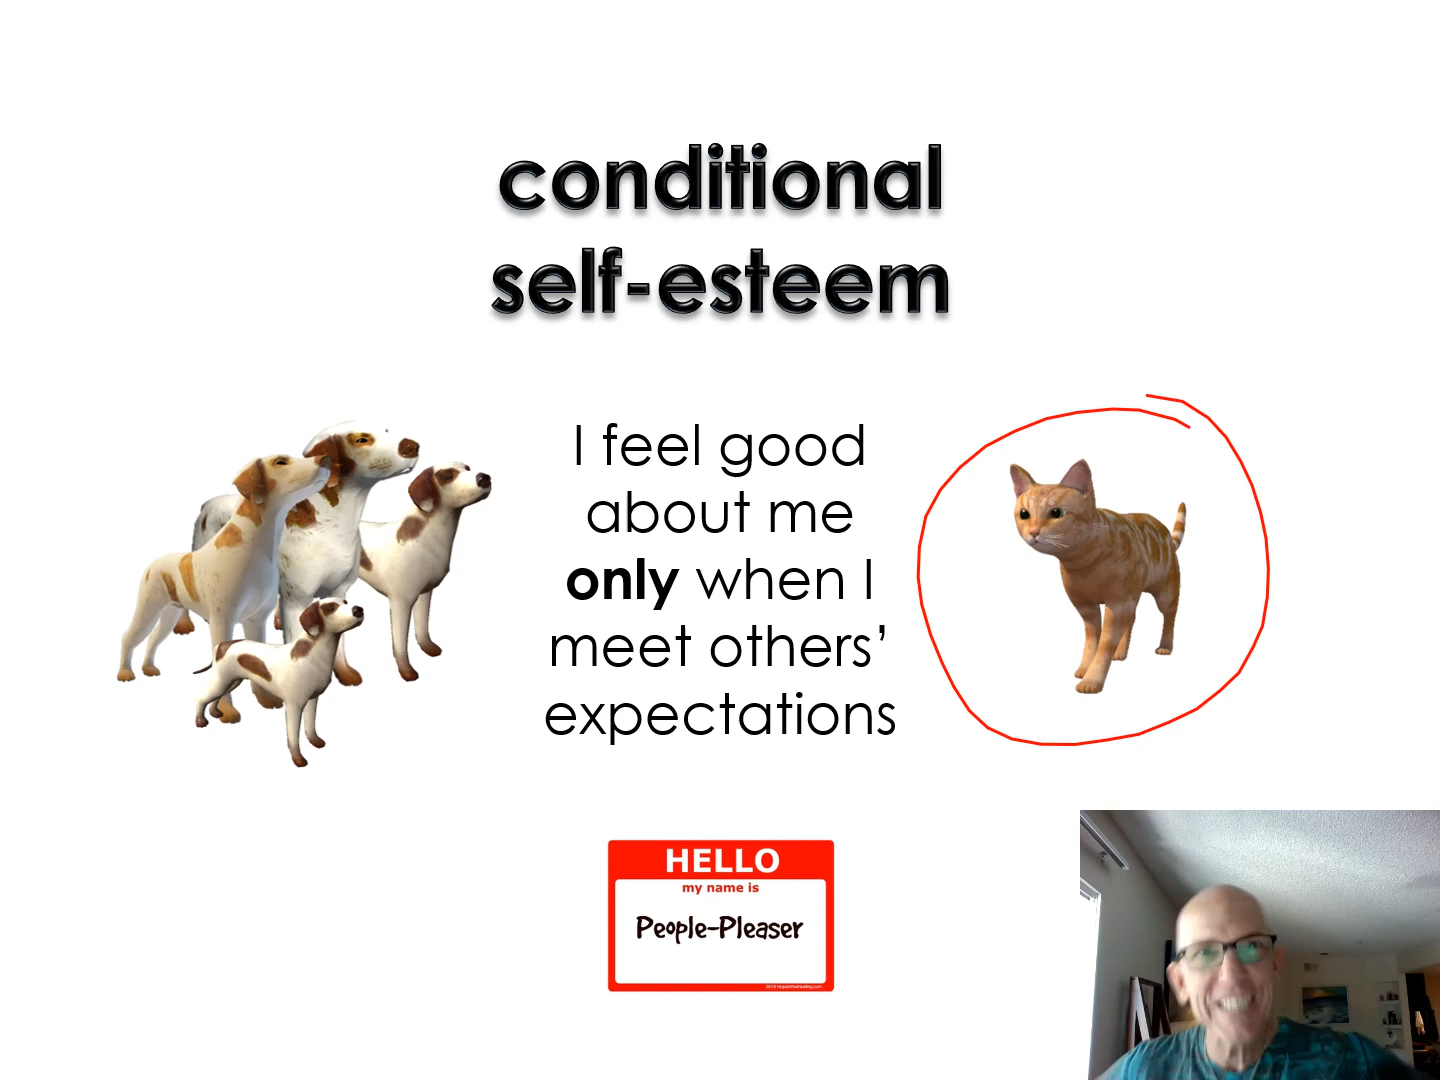 conditional
self-esteem
I feel good
about me
only when I
meet others’
expectations
HELLO
my name is
People-Pleaser